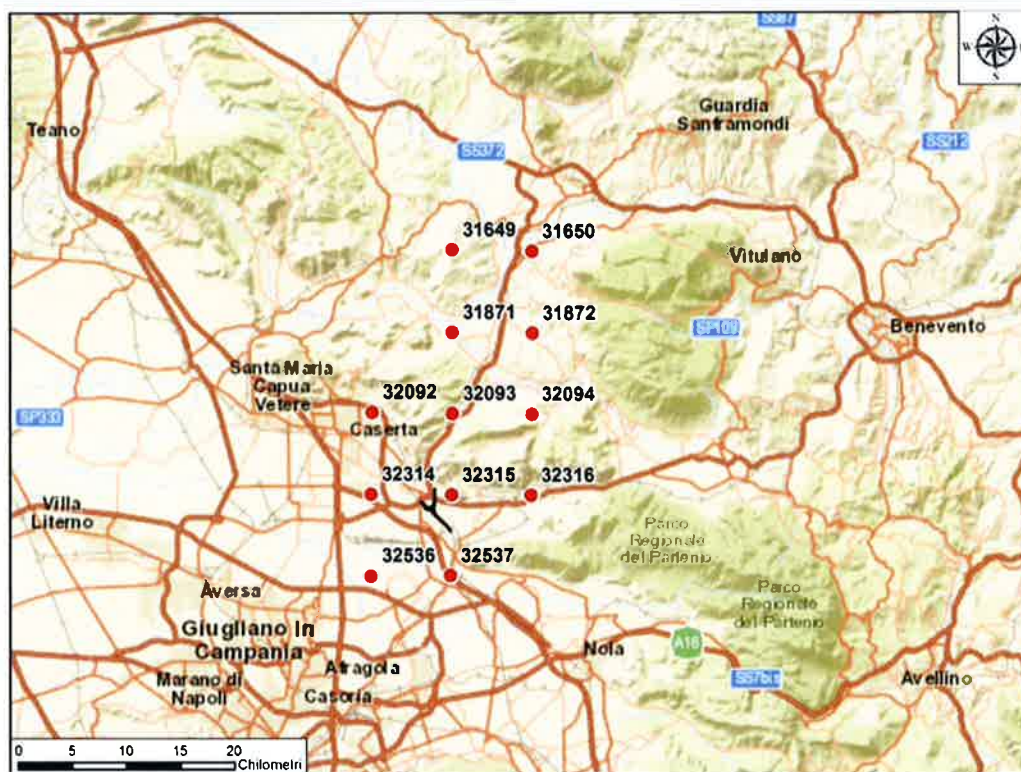 SS87
N
W
S
Guardia
Sanframondi
Teano
SS372
SS212
31649
31650
Vitulano
31871
31872
SP109
Benevento
Santa Maria
Capua
Vetere
32092
32093
32094
SP333
Caserta
32314
32315
32316
Villa
Literno
Parco
Regionale
del Partenio
32536
32537
Aversa
Parco
Regionale
del Partenio
Giugliano In
Campania
Nola
A16
Afragola
Marano di
Napoli
Casoria
S57bis
Avellino
0 5 10 15 20
Chilometri